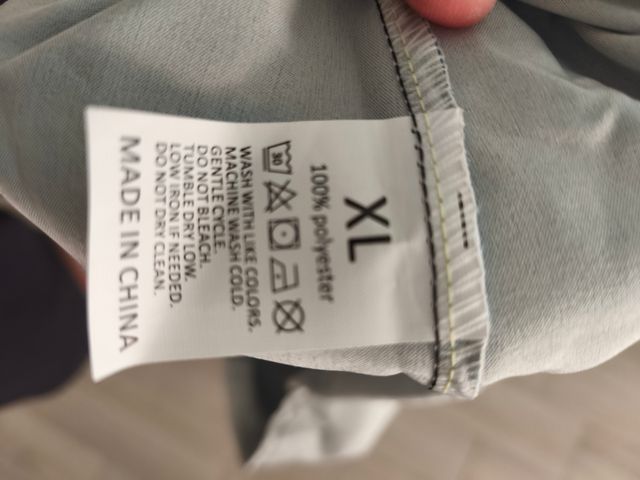 XL
100% polyester
30
WASH WITH LIKE COLORS.
MACHINE WASH COLD.
GENTLE CYCLE.
DO NOT BLEACH.
TUMBLE DRY LOW.
LOW IRON IF NEEDED.
DO NOT DRY CLEAN.
MADE IN CHINA